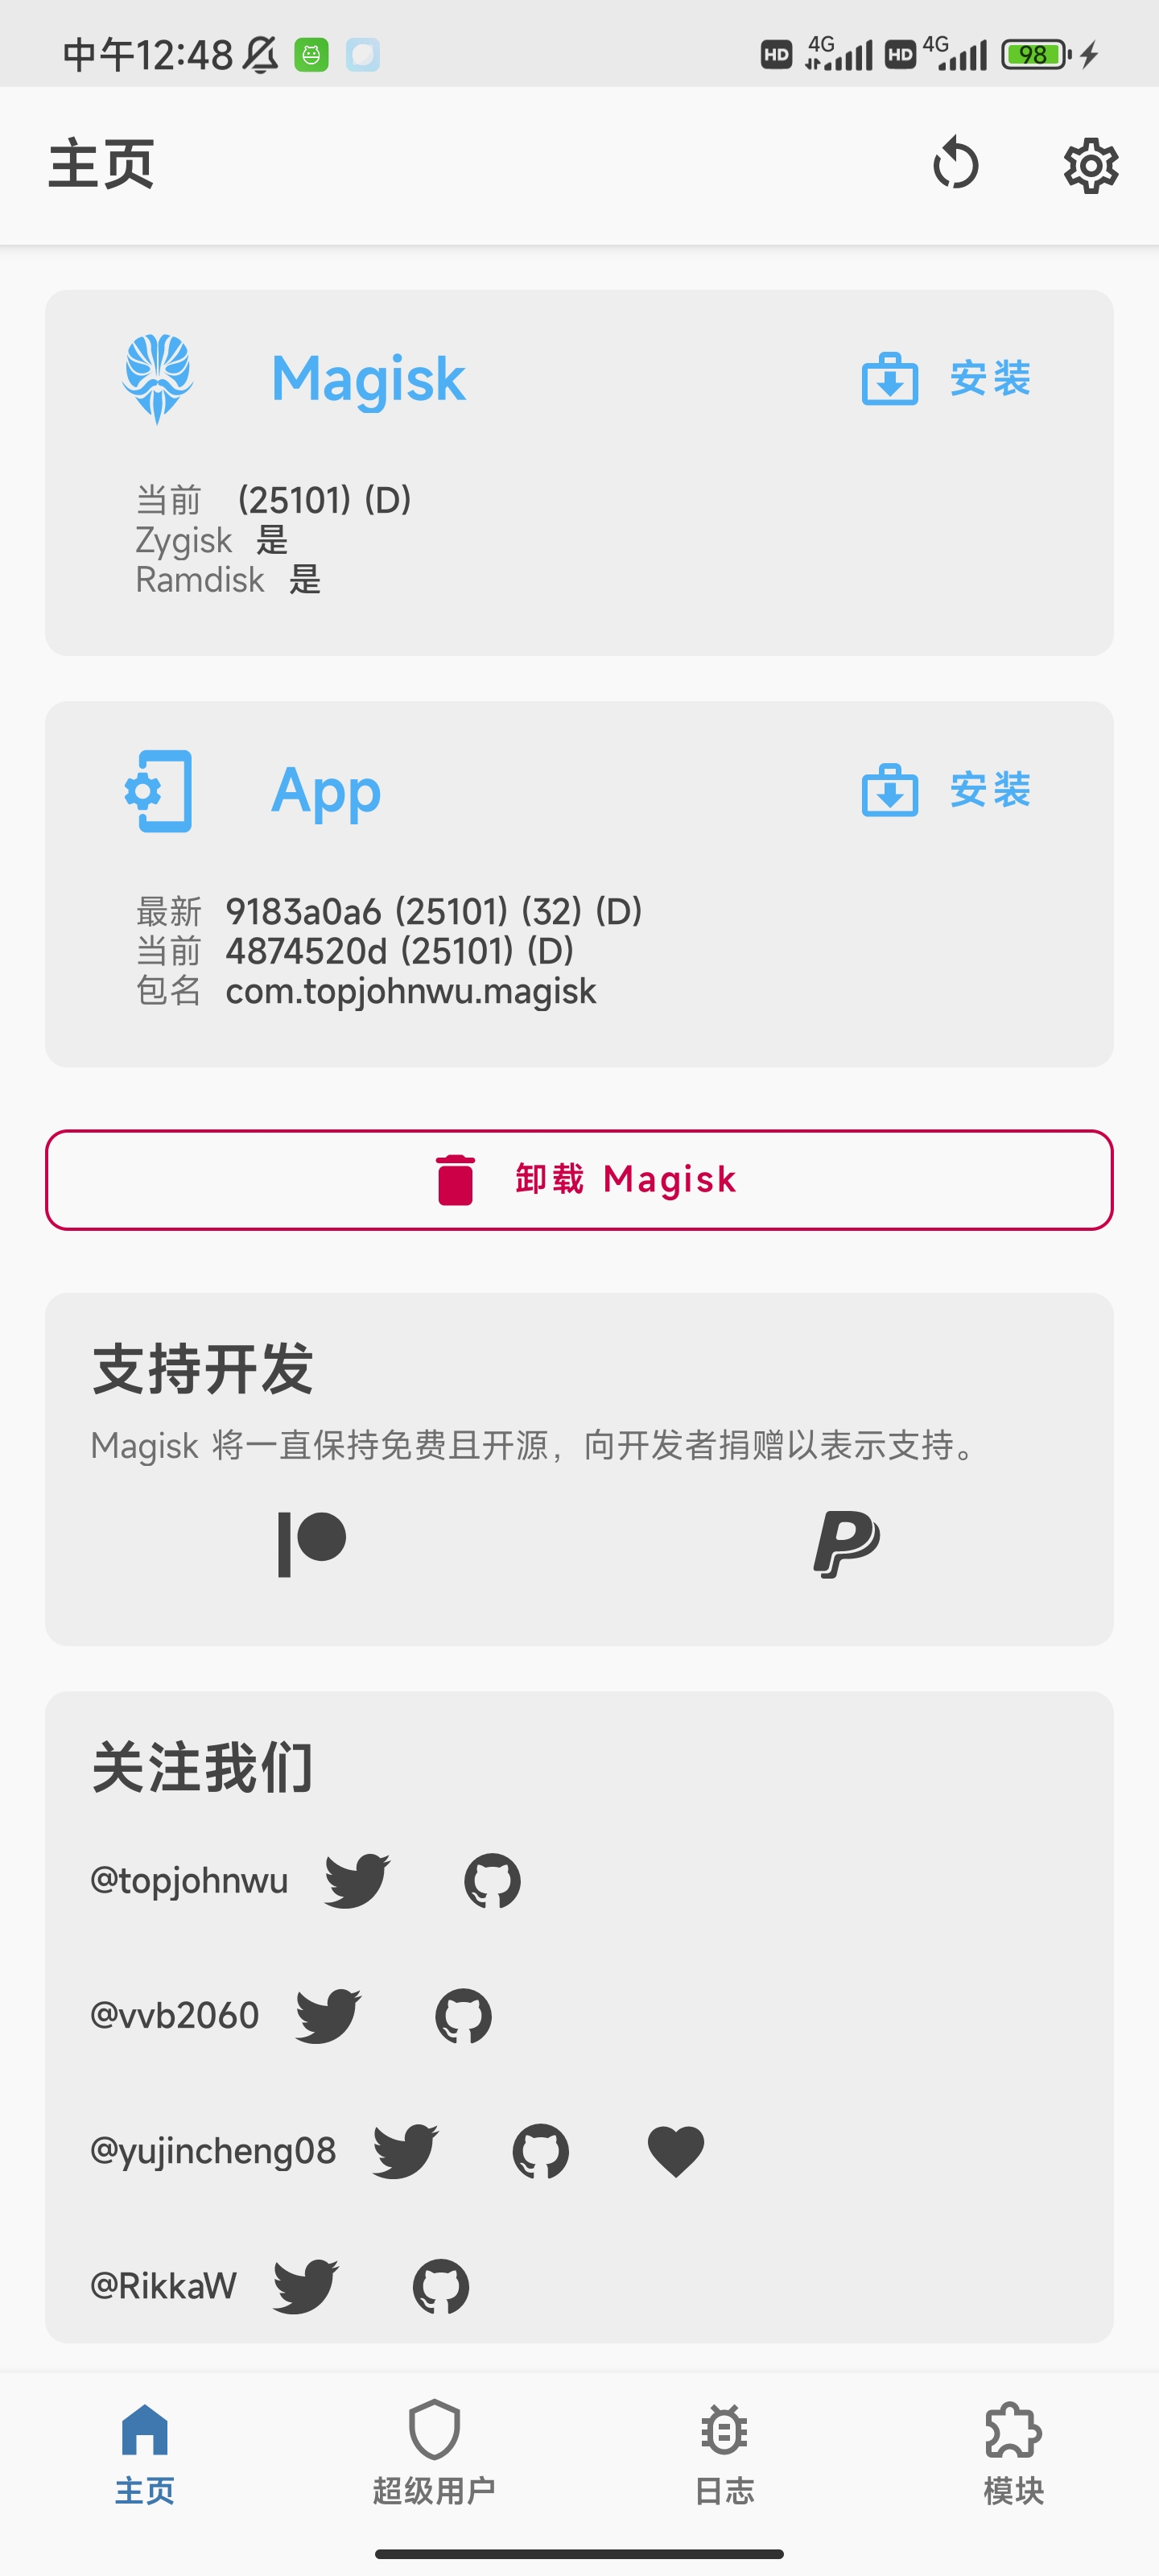 中午12:48 HD 4G HD 4G 98
主页
Magisk 安装
当前 (25101) (D)
Zygisk 是
Ramdisk 是
App 安装
最新 9183a0a6 (25101) (32) (D)
当前 4874520d (25101) (D)
包名 com.topjohnwu.magisk
卸载 Magisk
支持开发
Magisk 将一直保持免费且开源，向开发者捐赠以表示支持。
关注我们
@topjohnwu
@vvb2060
@yujincheng08
@RikkaW
主页 超级用户 日志 模块